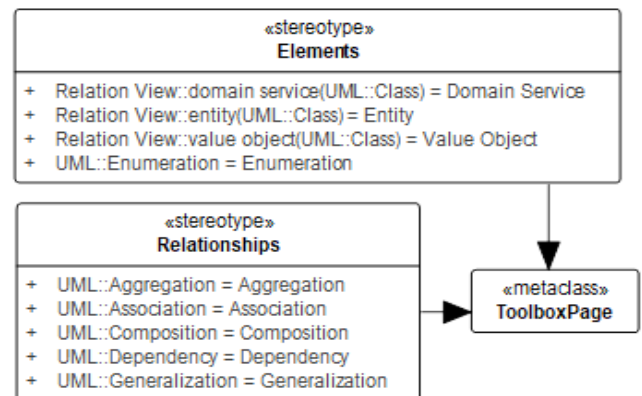 «stereotype»
Elements
+ Relation View::domain service(UML::Class) = Domain Service
+ Relation View::entity(UML::Class) = Entity
+ Relation View::value object(UML::Class) = Value Object
+ UML::Enumeration = Enumeration
«stereotype»
Relationships
+ UML::Aggregation = Aggregation
+ UML::Association = Association
+ UML::Composition = Composition
+ UML::Dependency = Dependency
+ UML::Generalization = Generalization
«metaclass»
ToolboxPage